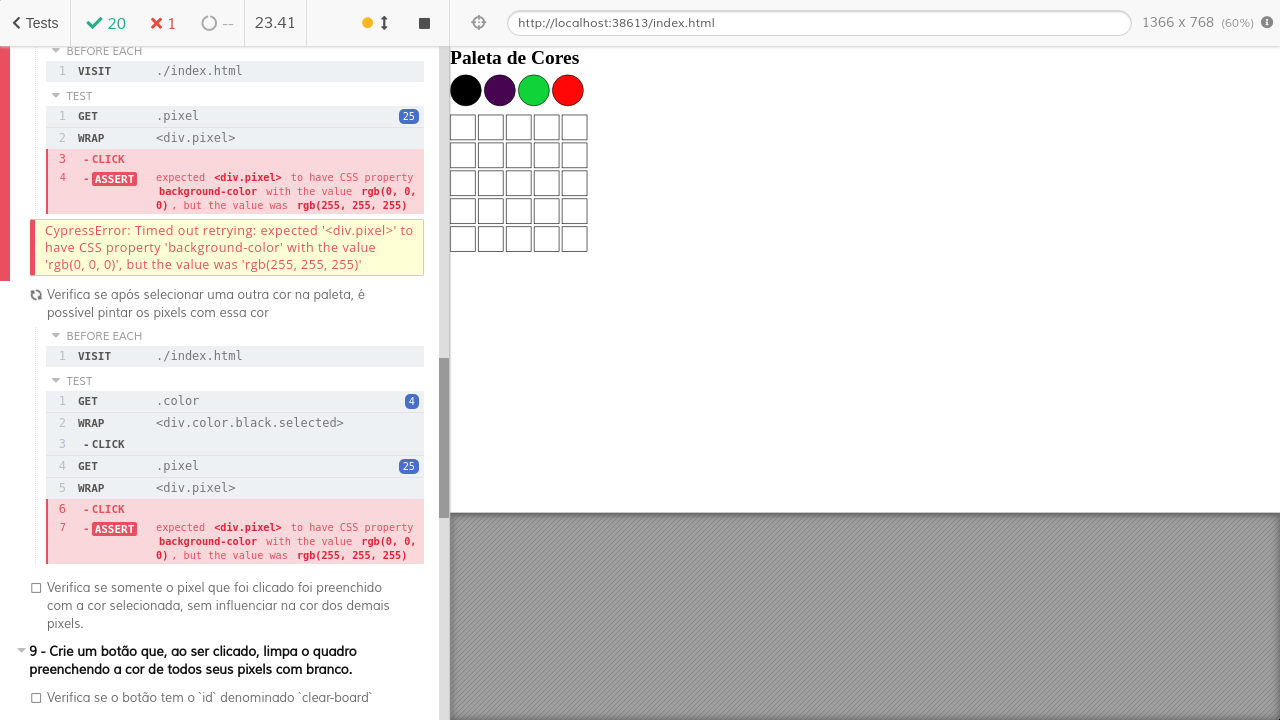 Tests 20 1 -- 23.41 http://localhost:38613/index.html 1366 x 768 (60%)
BEFORE EACH
1 VISIT ./index.html
TEST
1 GET .pixel 25
2 WRAP <div.pixel>
3 - CLICK
4 - ASSERT expected <div.pixel> to have CSS property
background-color with the value rgb(0, 0,
0) , but the value was rgb(255, 255, 255)
CypressError: Timed out retrying: expected '<div.pixel>' to
have CSS property 'background-color' with the value
'rgb(0, 0, 0)', but the value was 'rgb(255, 255, 255)'
Verifica se após selecionar uma outra cor na paleta, é
possível pintar os pixels com essa cor
BEFORE EACH
1 VISIT ./index.html
TEST
1 GET .color 4
2 WRAP <div.color.black.selected>
3 - CLICK
4 GET .pixel 25
5 WRAP <div.pixel>
6 - CLICK
7 - ASSERT expected <div.pixel> to have CSS property
background-color with the value rgb(0, 0,
0) , but the value was rgb(255, 255, 255)
Verifica se somente o pixel que foi clicado foi preenchido
com a cor selecionada, sem influenciar na cor dos demais
pixels.
9 - Crie um botão que, ao ser clicado, limpa o quadro
preenchendo a cor de todos seus pixels com branco.
Verifica se o botão tem o `id` denominado `clear-board`
Paleta de Cores